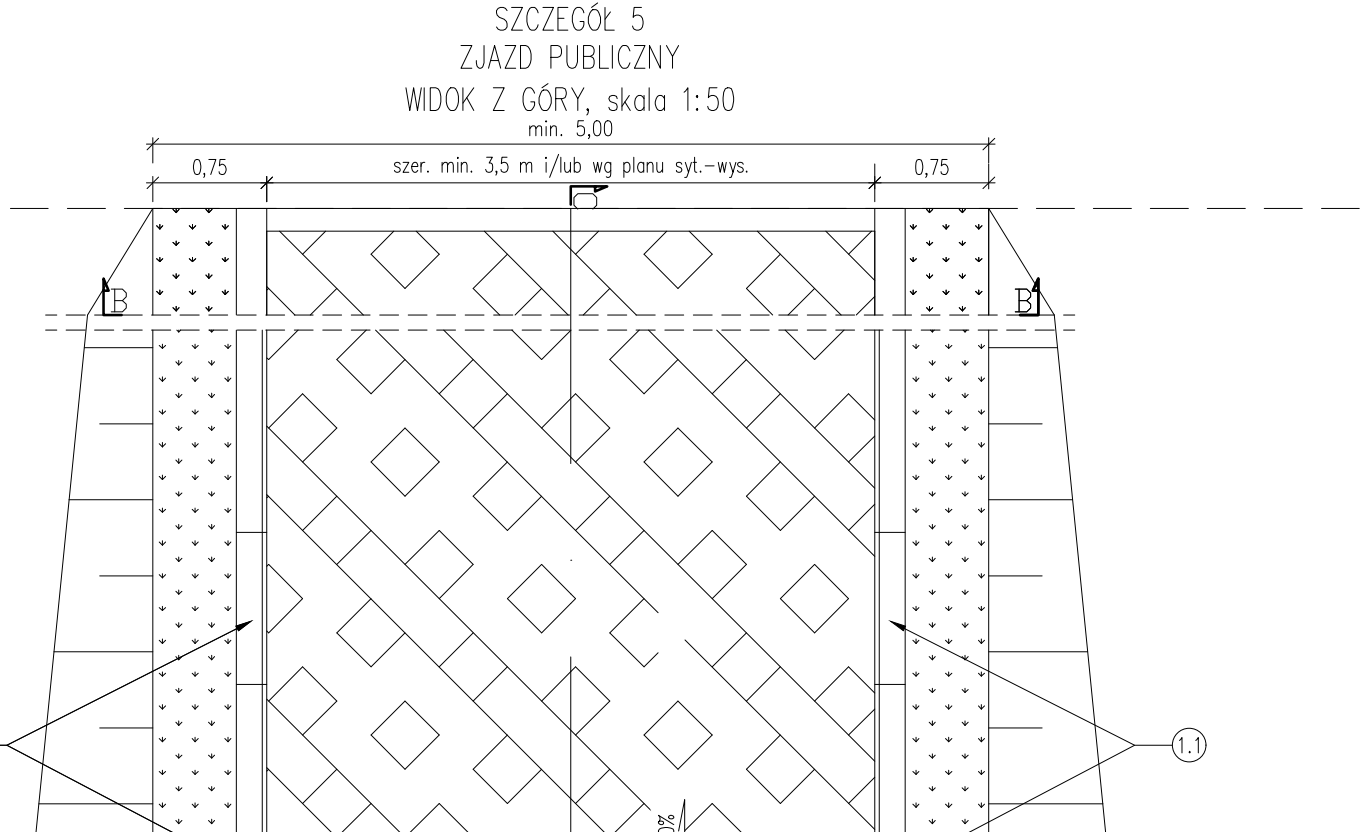 SZCZEGÓŁ 5
ZJAZD PUBLICZNY
WIDOK Z GÓRY, skala 1:50
min. 5,00
0,75
szer. min. 3,5 m i/lub wg planu syt.-wys.
0,75
B
B
1.1